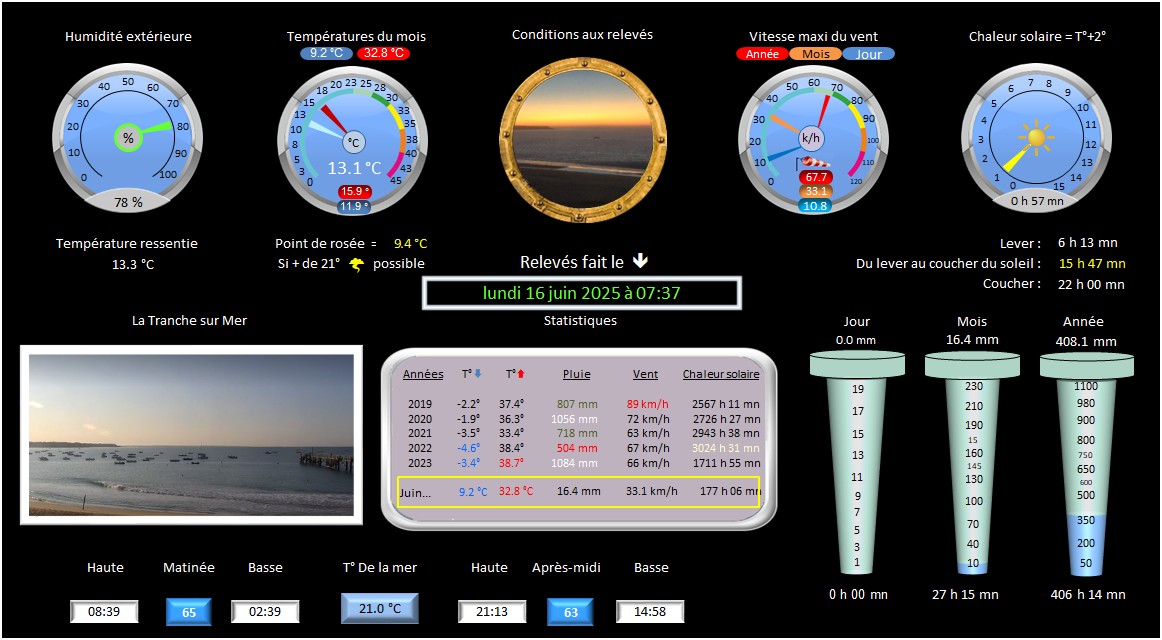 Humidité extérieure
Températures du mois
Conditions aux relevés
Vitesse maxi du vent
Chaleur solaire = T°+2°
9.2 °C 32.8 °C
Année Mois Jour
0 10 20 30 40 50 60 70 80 90 100
%
78 %
0 3 5 8 10 13 15 18 20 23 25 28 30 33 35 38 40 43 45
°C
13.1 °C
15.9 °
11.9 °
0 10 20 30 40 50 60 70 80 90 100 110 120
k/h
67.7
33.1
10.8
0 1 2 3 4 5 6 7 8 9 10 11 12 13 14 15
0 h 57 mn
Température ressentie
13.3 °C
Point de rosée = 9.4 °C
Si + de 21° possible
Relevés fait le
lundi 16 juin 2025 à 07:37
Lever : 6 h 13 mn
Du lever au coucher du soleil : 15 h 47 mn
Coucher : 22 h 00 mn
La Tranche sur Mer
Statistiques
Années T° T° Pluie Vent Chaleur solaire
2019 -2.2° 37.4° 807 mm 89 km/h 2567 h 11 mn
2020 -1.9° 36.3° 1056 mm 72 km/h 2726 h 27 mn
2021 -3.5° 33.4° 718 mm 63 km/h 2943 h 38 mn
2022 -4.6° 38.4° 504 mm 67 km/h 3024 h 31 mn
2023 -3.4° 38.7° 1084 mm 66 km/h 1711 h 55 mn
Juin... 9.2 °C 32.8 °C 16.4 mm 33.1 km/h 177 h 06 mn
Jour
0.0 mm
19
17
15
13
11
9
7
5
3
1
0 h 00 mn
Mois
16.4 mm
230
210
190
15
160
145
130
100
70
40
10
27 h 15 mn
Année
408.1 mm
1100
980
900
800
750
650
600
500
350
200
50
406 h 14 mn
Haute Matinée Basse
08:39 65 02:39
T° De la mer
21.0 °C
Haute Après-midi Basse
21:13 63 14:58